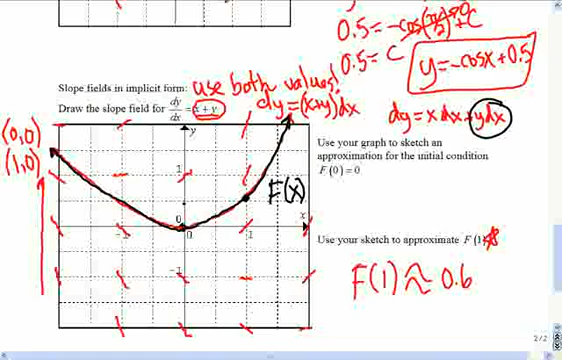 0.5 = -cos(π/2) + C
0.5 = C
y = -cosx + 0.5
Slope fields in implicit form: use both values!
Draw the slope field for dy/dx = x + y
dy = (x+y)dx
dy = x dx + y dx
(0,0)
(1,0)
y
1
0
-1
-1
0
1
x
F(x)
Use your graph to sketch an
approximation for the initial condition
F(0) = 0
Use your sketch to approximate F(1)
F(1) ≈ 0.6
2 / 2